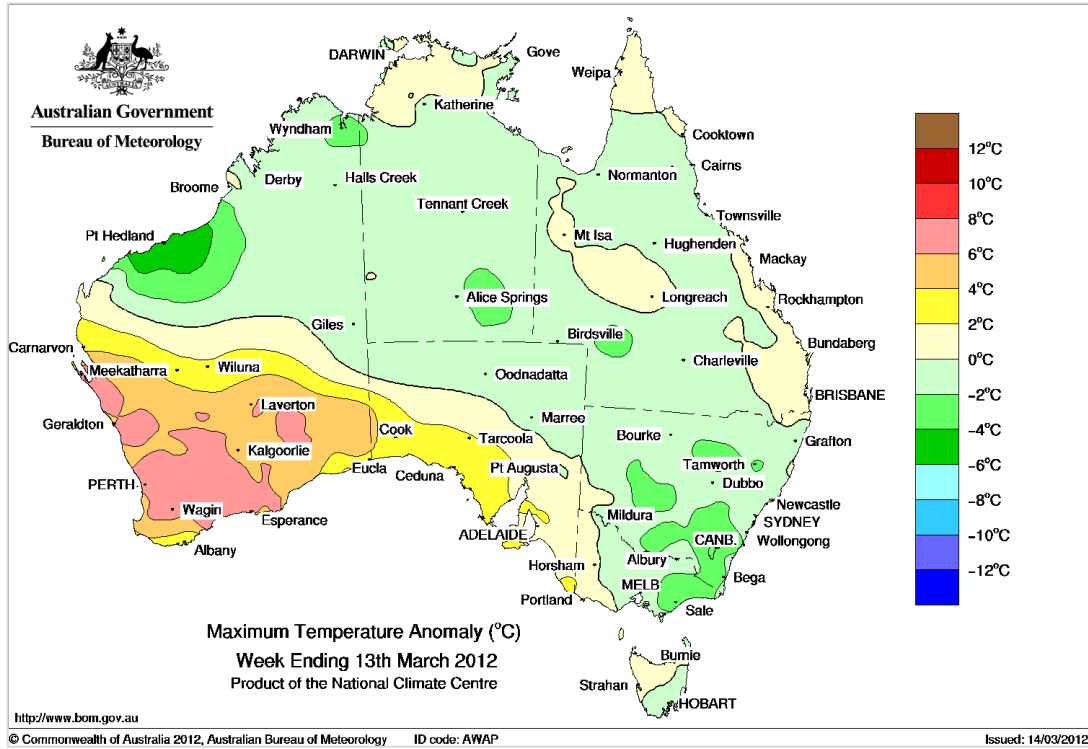 Australian Government
Bureau of Meteorology
DARWIN
Gove
Weipa
Katherine
Wyndham
Cooktown
Cairns
Derby
Halls Creek
Normanton
Broome
Tennant Creek
Townsville
Pt Hedland
Mt Isa
Hughenden
Mackay
Alice Springs
Longreach
Rockhampton
Giles
Birdsville
Bundaberg
Carnarvon
Meekatharra
Wiluna
Charleville
Oodnadatta
BRISBANE
Laverton
Geraldton
Marree
Cook
Tarcoola
Bourke
Grafton
Kalgoorlie
Eucla
Ceduna
Pt Augusta
Tamworth
Dubbo
PERTH
Wagin
Esperance
Mildura
Newcastle
SYDNEY
ADELAIDE
CANB.
Wollongong
Albany
Horsham
Albury
MELB
Bega
Portland
Sale
Burnie
Strahan
HOBART
12°C
10°C
8°C
6°C
4°C
2°C
0°C
-2°C
-4°C
-6°C
-8°C
-10°C
-12°C
Maximum Temperature Anomaly (°C)
Week Ending 13th March 2012
Product of the National Climate Centre
http://www.bom.gov.au
© Commonwealth of Australia 2012, Australian Bureau of Meteorology ID code: AWAP Issued: 14/03/2012